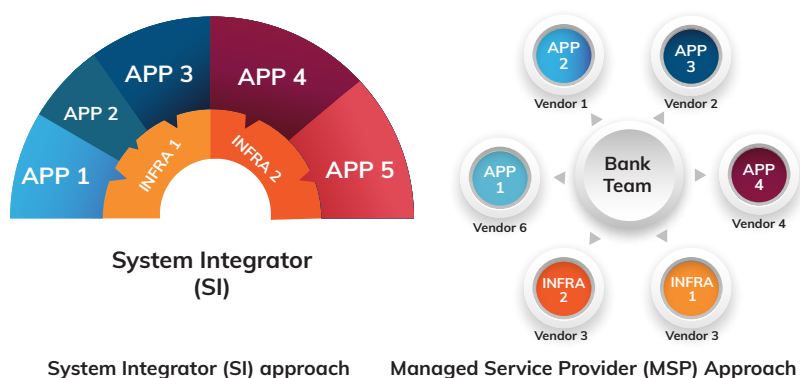 APP 1
APP 2
APP 3
APP 4
APP 5
INFRA 1
INFRA 2
System Integrator
(SI)
System Integrator (SI) approach
APP
2
Vendor 1
APP
3
Vendor 2
APP
1
Vendor 6
Bank
Team
APP
4
Vendor 4
INFRA
2
Vendor 3
INFRA
1
Vendor 3
Managed Service Provider (MSP) Approach